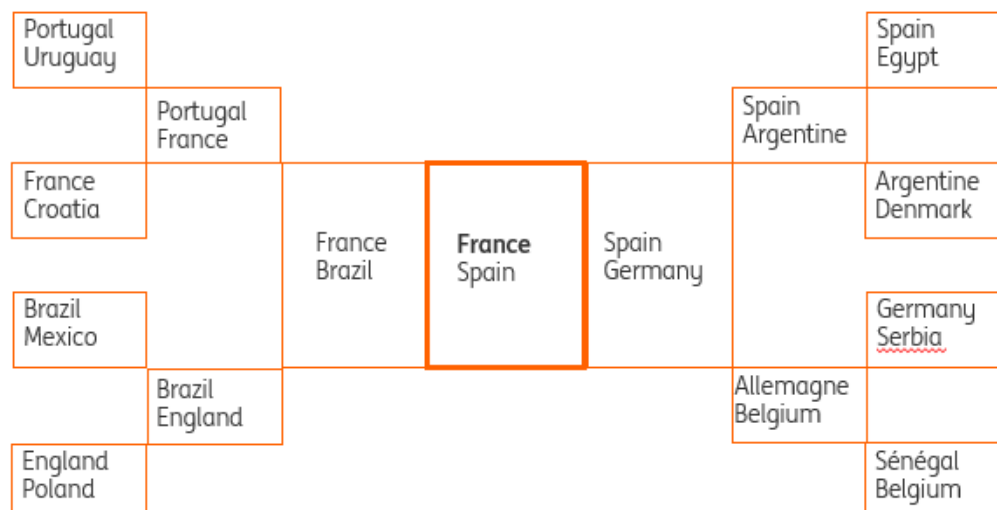 Portugal
Uruguay
Spain
Egypt
Portugal
France
Spain
Argentine
France
Croatia
Argentine
Denmark
France
Brazil
France
Spain
Spain
Germany
Brazil
Mexico
Germany
Serbia
Brazil
England
Allemagne
Belgium
England
Poland
Sénégal
Belgium